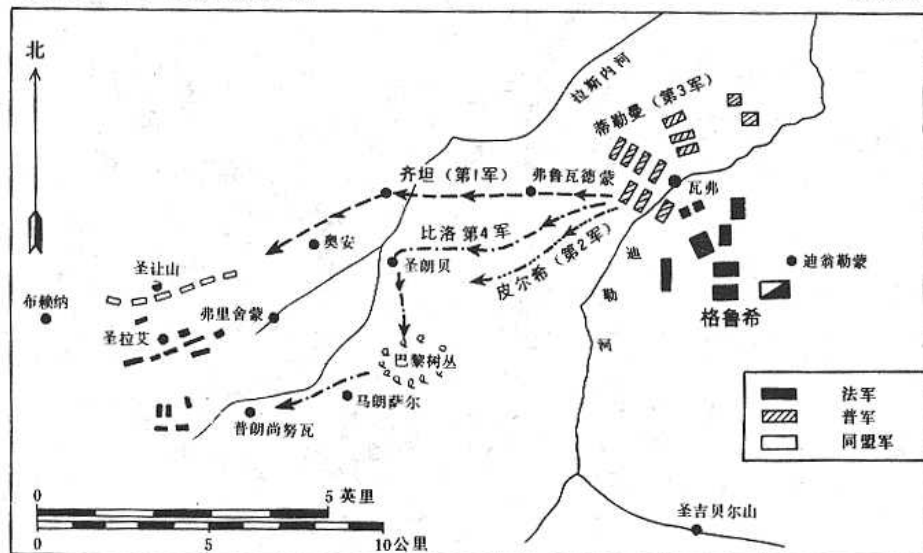 北
拉斯内河
蒂勒曼(第3军)
齐坦(第1军)
弗鲁瓦德蒙
瓦弗
比洛 第4军
奥安
圣朗贝
皮尔希(第2军)
迪勒河
迪翁勒蒙
圣让山
布赖纳
弗里舍蒙
圣拉艾
格鲁希
巴黎树丛
马朗萨尔
普朗尚努瓦
法军
普军
同盟军
0 5 英里
0 5 10 公里
圣吉贝尔山